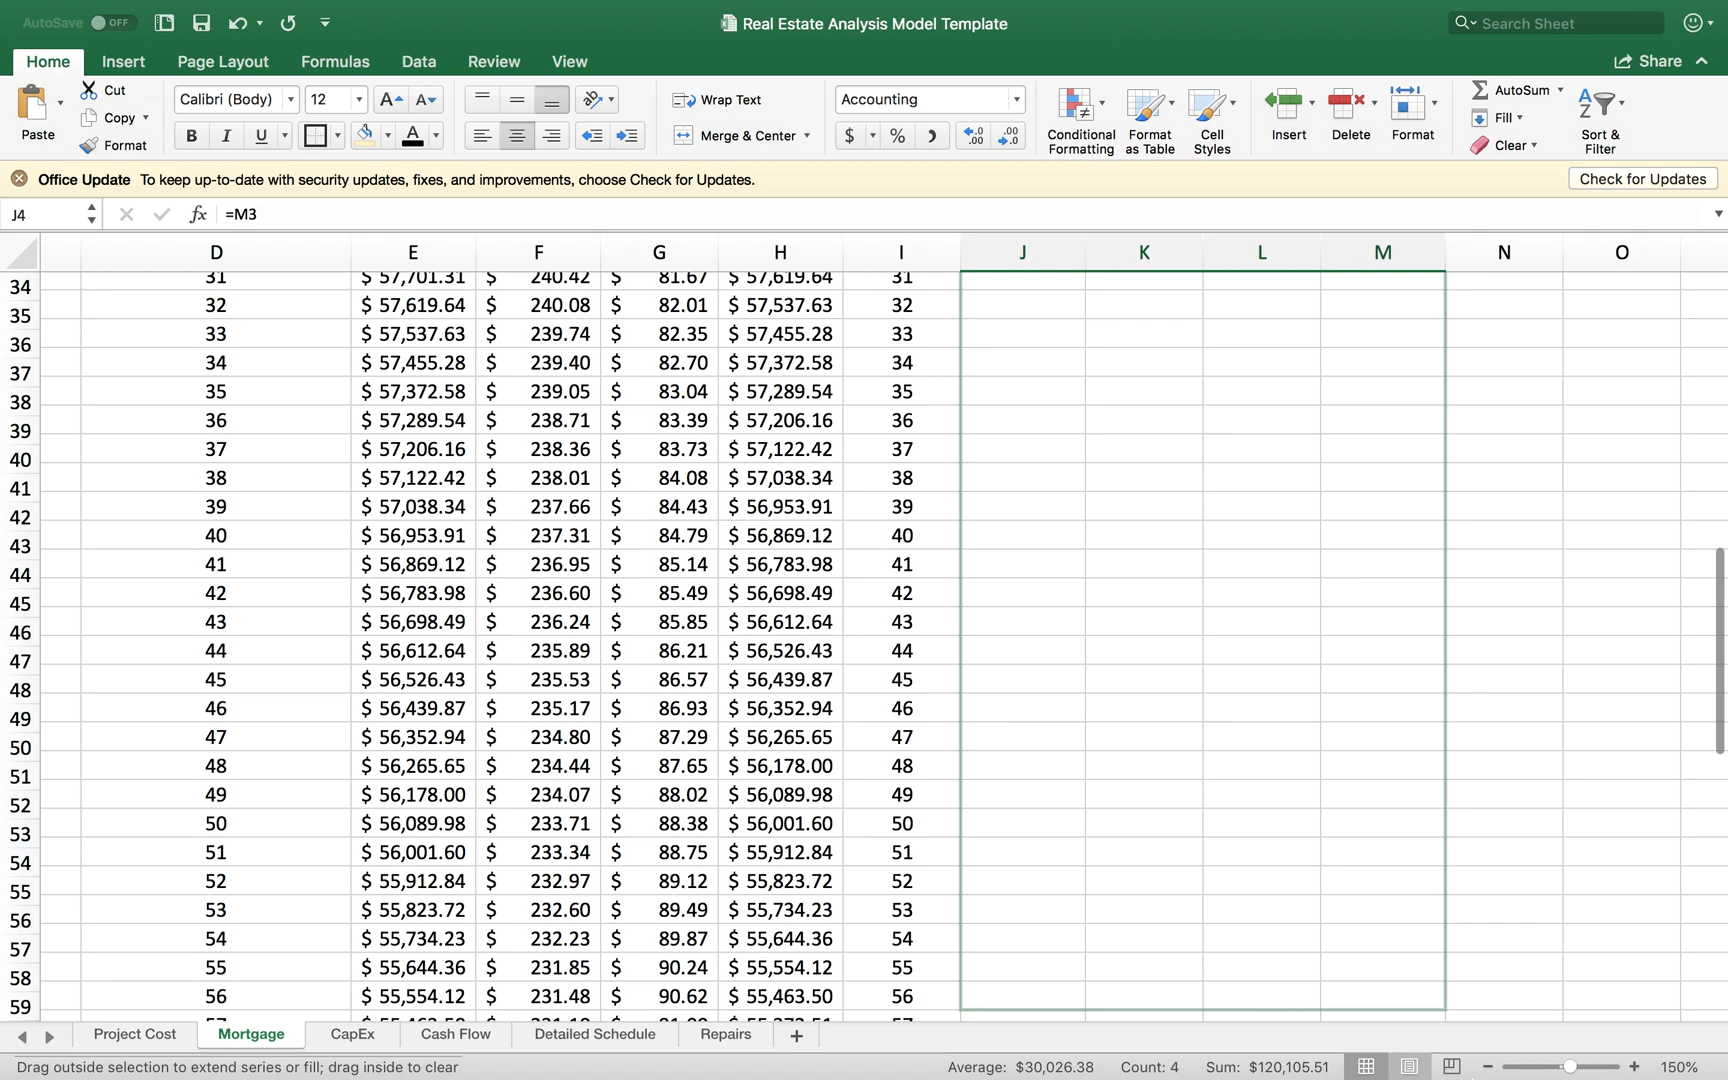 AutoSave OFF
Real Estate Analysis Model Template
Search Sheet
Home Insert Page Layout Formulas Data Review View
Share
Paste
Cut
Copy
Format
Calibri (Body) 12
A A
B I U A
Wrap Text
Merge & Center
Accounting
$ % )
Conditional Formatting
Format as Table
Cell Styles
Insert Delete Format
AutoSum
Fill
Clear
Sort & Filter
Office Update To keep up-to-date with security updates, fixes, and improvements, choose Check for Updates.
Check for Updates
J4 fx =M3
D E F G H I J K L M N O
34 31 $ 57,701.31 $ 240.42 $ 81.67 $ 57,619.64 31
35 32 $ 57,619.64 $ 240.08 $ 82.01 $ 57,537.63 32
36 33 $ 57,537.63 $ 239.74 $ 82.35 $ 57,455.28 33
37 34 $ 57,455.28 $ 239.40 $ 82.70 $ 57,372.58 34
38 35 $ 57,372.58 $ 239.05 $ 83.04 $ 57,289.54 35
39 36 $ 57,289.54 $ 238.71 $ 83.39 $ 57,206.16 36
40 37 $ 57,206.16 $ 238.36 $ 83.73 $ 57,122.42 37
41 38 $ 57,122.42 $ 238.01 $ 84.08 $ 57,038.34 38
42 39 $ 57,038.34 $ 237.66 $ 84.43 $ 56,953.91 39
43 40 $ 56,953.91 $ 237.31 $ 84.79 $ 56,869.12 40
44 41 $ 56,869.12 $ 236.95 $ 85.14 $ 56,783.98 41
45 42 $ 56,783.98 $ 236.60 $ 85.49 $ 56,698.49 42
46 43 $ 56,698.49 $ 236.24 $ 85.85 $ 56,612.64 43
47 44 $ 56,612.64 $ 235.89 $ 86.21 $ 56,526.43 44
48 45 $ 56,526.43 $ 235.53 $ 86.57 $ 56,439.87 45
49 46 $ 56,439.87 $ 235.17 $ 86.93 $ 56,352.94 46
50 47 $ 56,352.94 $ 234.80 $ 87.29 $ 56,265.65 47
51 48 $ 56,265.65 $ 234.44 $ 87.65 $ 56,178.00 48
52 49 $ 56,178.00 $ 234.07 $ 88.02 $ 56,089.98 49
53 50 $ 56,089.98 $ 233.71 $ 88.38 $ 56,001.60 50
54 51 $ 56,001.60 $ 233.34 $ 88.75 $ 55,912.84 51
55 52 $ 55,912.84 $ 232.97 $ 89.12 $ 55,823.72 52
56 53 $ 55,823.72 $ 232.60 $ 89.49 $ 55,734.23 53
57 54 $ 55,734.23 $ 232.23 $ 89.87 $ 55,644.36 54
58 55 $ 55,644.36 $ 231.85 $ 90.24 $ 55,554.12 55
59 56 $ 55,554.12 $ 231.48 $ 90.62 $ 55,463.50 56
Project Cost Mortgage CapEx Cash Flow Detailed Schedule Repairs +
Drag outside selection to extend series or fill; drag inside to clear Average: $30,026.38 Count: 4 Sum: $120,105.51 150%